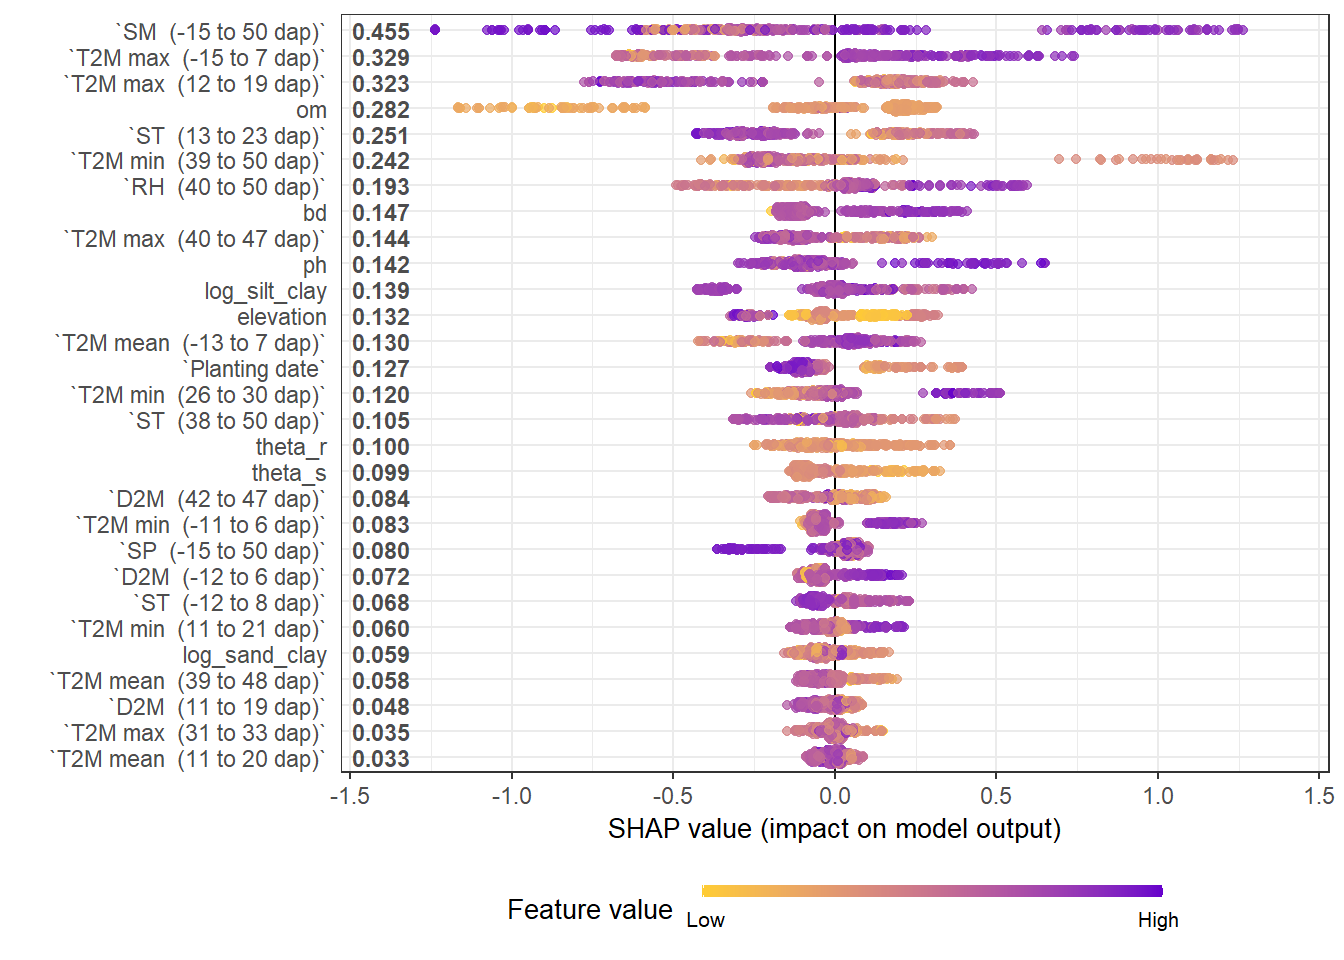 `SM  (-15 to 50 dap)` 0.455
`T2M max  (-15 to 7 dap)` 0.329
`T2M max  (12 to 19 dap)` 0.323
om 0.282
`ST  (13 to 23 dap)` 0.251
`T2M min  (39 to 50 dap)` 0.242
`RH  (40 to 50 dap)` 0.193
bd 0.147
`T2M max  (40 to 47 dap)` 0.144
ph 0.142
log_silt_clay 0.139
elevation 0.132
`T2M mean  (-13 to 7 dap)` 0.130
`Planting date` 0.127
`T2M min  (26 to 30 dap)` 0.120
`ST  (38 to 50 dap)` 0.105
theta_r 0.100
theta_s 0.099
`D2M  (42 to 47 dap)` 0.084
`T2M min  (-11 to 6 dap)` 0.083
`SP  (-15 to 50 dap)` 0.080
`D2M  (-12 to 6 dap)` 0.072
`ST  (-12 to 8 dap)` 0.068
`T2M min  (11 to 21 dap)` 0.060
log_sand_clay 0.059
`T2M mean  (39 to 48 dap)` 0.058
`D2M  (11 to 19 dap)` 0.048
`T2M max  (31 to 33 dap)` 0.035
`T2M mean  (11 to 20 dap)` 0.033
-1.5 -1.0 -0.5 0.0 0.5 1.0 1.5
SHAP value (impact on model output)
Feature value
Low High